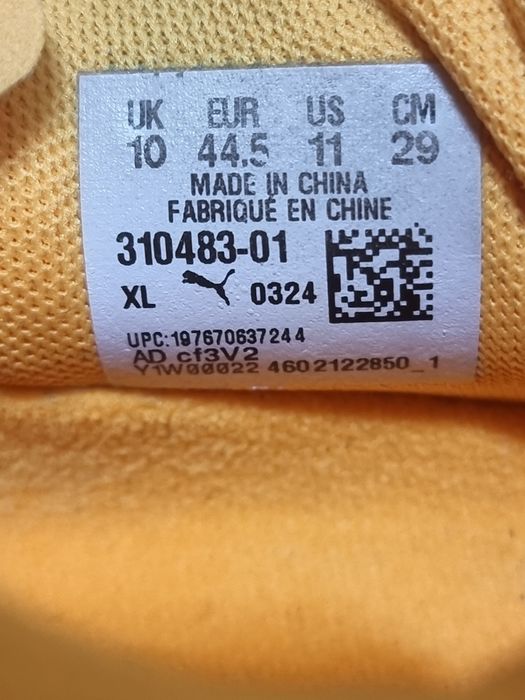 UK EUR US CM
10 44.5 11 29
MADE IN CHINA
FABRIQUÉ EN CHINE
310483-01
XL 0324
UPC:197670637244
AD cf3V2
Y1W00022 4602122850_1